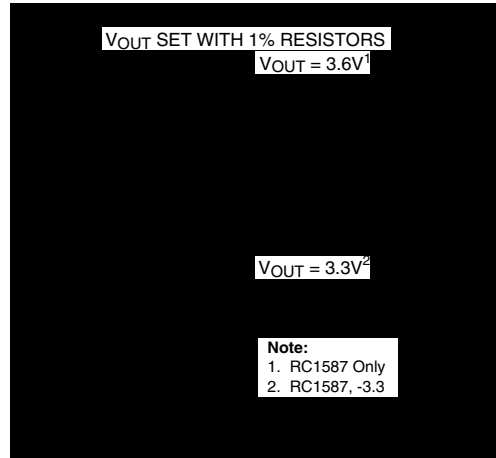 VOUT SET WITH 1% RESISTORS
VOUT = 3.6V1
VOUT = 3.3V2
Note:
1. RC1587 Only
2. RC1587, -3.3